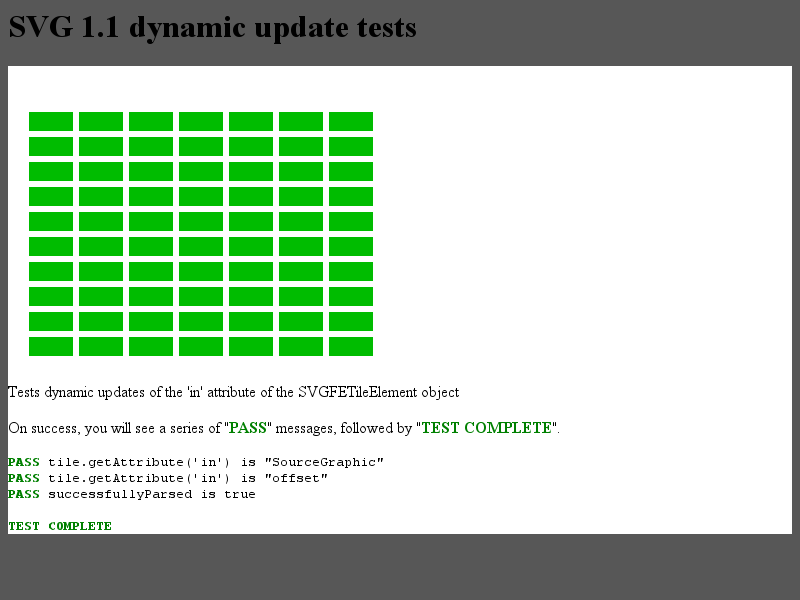 SVG 1.1 dynamic update tests
Tests dynamic updates of the 'in' attribute of the SVGFETileElement object
On success, you will see a series of "PASS" messages, followed by "TEST COMPLETE".
PASS tile.getAttribute('in') is "SourceGraphic"
PASS tile.getAttribute('in') is "offset"
PASS successfullyParsed is true
TEST COMPLETE